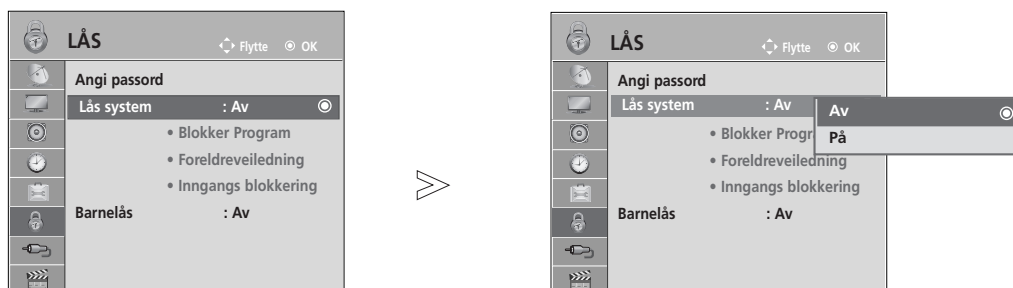 LÅS
Flytte OK
Angi passord
Lås system : Av
• Blokker Program
• Foreldreveiledning
• Inngangs blokkering
Barnelås : Av
LÅS
Flytte OK
Angi passord
Lås system : Av
Av
På
• Blokker Progr
• Foreldreveiledning
• Inngangs blokkering
Barnelås : Av